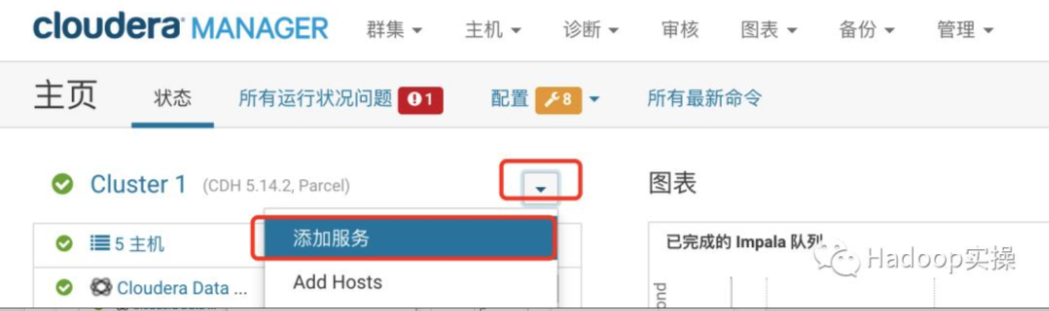 cloudera MANAGER 群集 主机 诊断 审核 图表 备份 管理
主页 状态 所有运行状况问题 1 配置 8 所有最新命令
Cluster 1 (CDH 5.14.2, Parcel) 图表
5 主机 添加服务 已完成的 Impala 队列
Hadoop实操
Cloudera Data ... Add Hosts